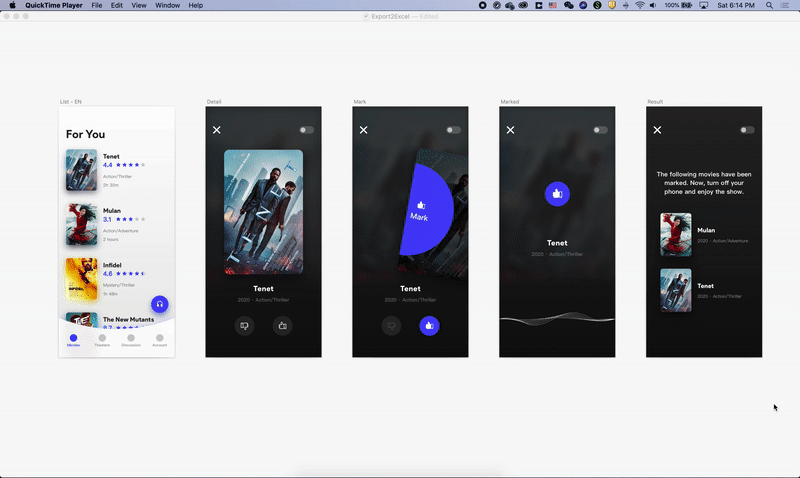 QuickTime Player File Edit View Window Help
100% Sat 6:14 PM
Export2Excel — Edited
List - EN
For You
Tenet
4.4
Action/Thriller
2h 30m
Mulan
3.1
Action/Adventure
2 hours
Infidel
4.6
Mystery/Thriller
1h 48m
INFIDEL
The New Mutants
Movies Theaters Discussion Account
Detail
TENET
Tenet
2020 · Action/Thriller
Mark
Mark
Tenet
2020 · Action/Thriller
Marked
Tenet
2020 · Action/Thriller
Result
The following movies have been
marked. Now, turn off your
phone and enjoy the show.
Mulan
2020 · Action/Adventure
Tenet
2020 · Action/Thriller